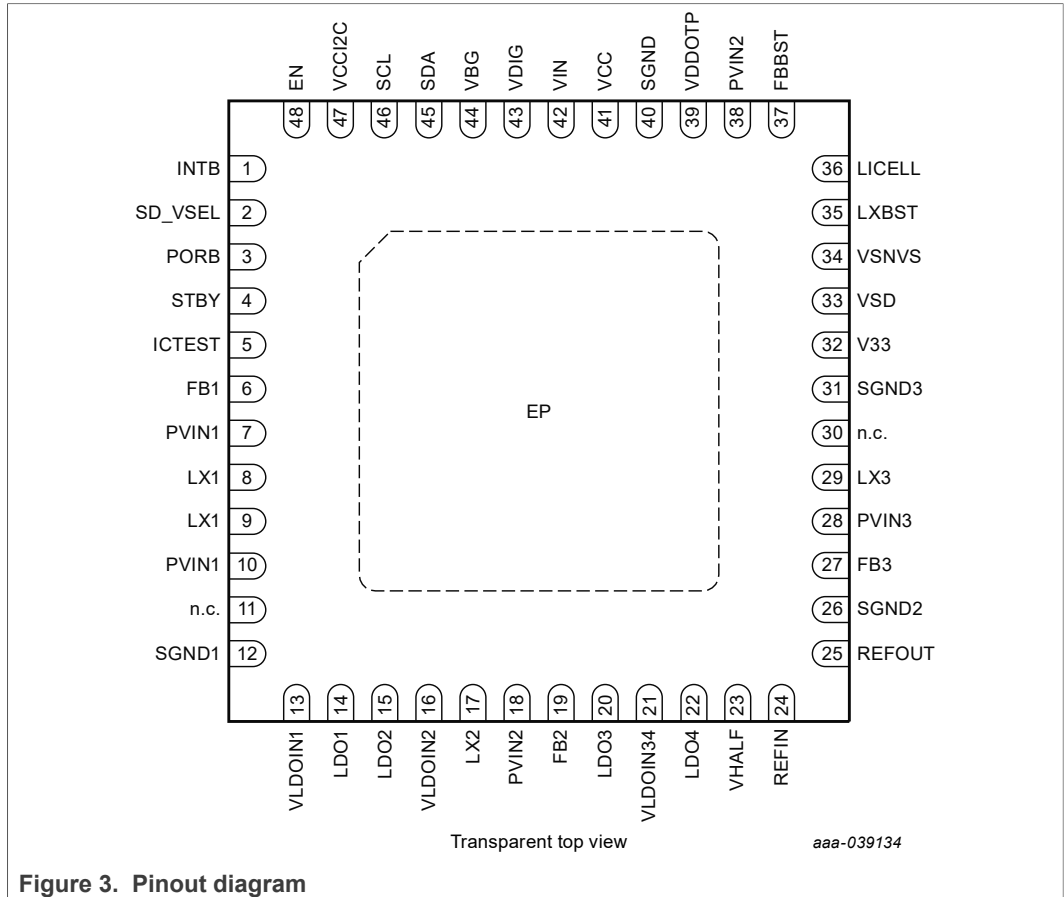 EN
VCCI2C
SCL
SDA
VBG
VDIG
VIN
VCC
SGND
VDDOTP
PVIN2
FBBST
48
47
46
45
44
43
42
41
40
39
38
37
INTB 1
SD_VSEL 2
PORB 3
STBY 4
ICTEST 5
FB1 6
PVIN1 7
LX1 8
LX1 9
PVIN1 10
n.c. 11
SGND1 12
EP
36 LICELL
35 LXBST
34 VSNVS
33 VSD
32 V33
31 SGND3
30 n.c.
29 LX3
28 PVIN3
27 FB3
26 SGND2
25 REFOUT
13
14
15
16
17
18
19
20
21
22
23
24
VLDOIN1
LDO1
LDO2
VLDOIN2
LX2
PVIN2
FB2
LDO3
VLDOIN34
LDO4
VHALF
REFIN
Transparent top view
aaa-039134
Figure 3. Pinout diagram